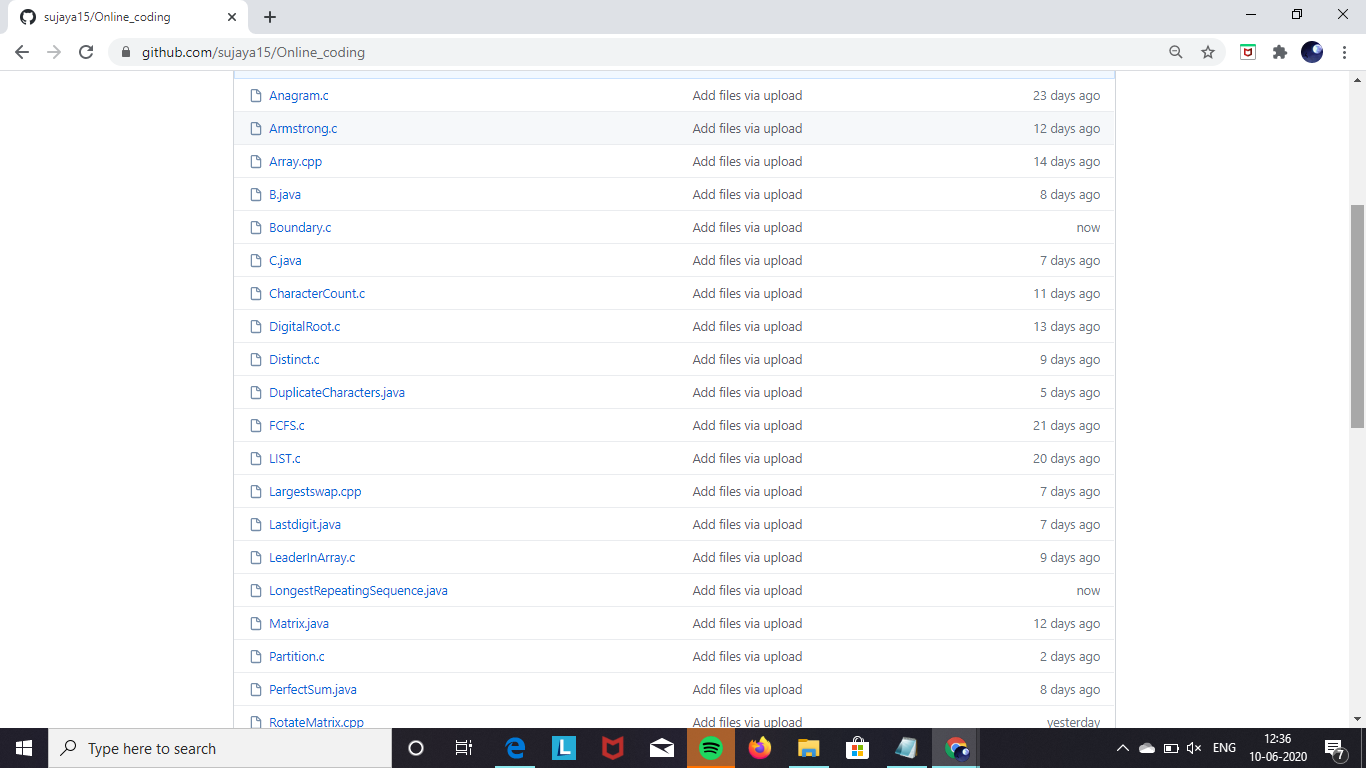 sujaya15/Online_coding
github.com/sujaya15/Online_coding
Anagram.c Add files via upload 23 days ago
Armstrong.c Add files via upload 12 days ago
Array.cpp Add files via upload 14 days ago
B.java Add files via upload 8 days ago
Boundary.c Add files via upload now
C.java Add files via upload 7 days ago
CharacterCount.c Add files via upload 11 days ago
DigitalRoot.c Add files via upload 13 days ago
Distinct.c Add files via upload 9 days ago
DuplicateCharacters.java Add files via upload 5 days ago
FCFS.c Add files via upload 21 days ago
LIST.c Add files via upload 20 days ago
Largestswap.cpp Add files via upload 7 days ago
Lastdigit.java Add files via upload 7 days ago
LeaderInArray.c Add files via upload 9 days ago
LongestRepeatingSequence.java Add files via upload now
Matrix.java Add files via upload 12 days ago
Partition.c Add files via upload 2 days ago
PerfectSum.java Add files via upload 8 days ago
RotateMatrix.cpp Add files via upload yesterday
Type here to search L ENG 12:36
10-06-2020 7